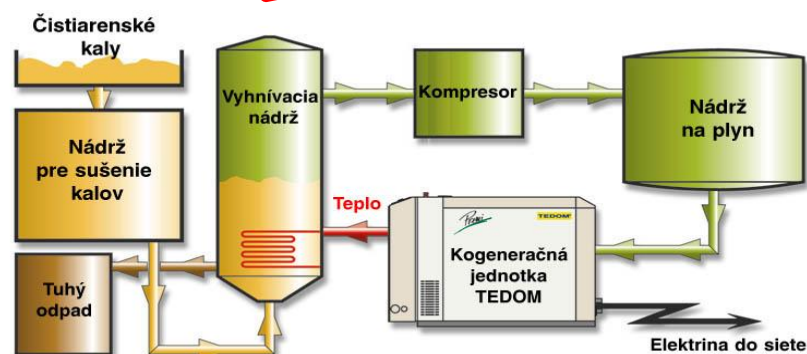 Čistiarenské
kaly
Nádrž
pre sušenie
kalov
Tuhý
odpad
Vyhnívacia
nádrž
Kompresor
Nádrž
na plyn
Teplo
TEDOM
Kogeneračná
jednotka
TEDOM
Elektrina do siete